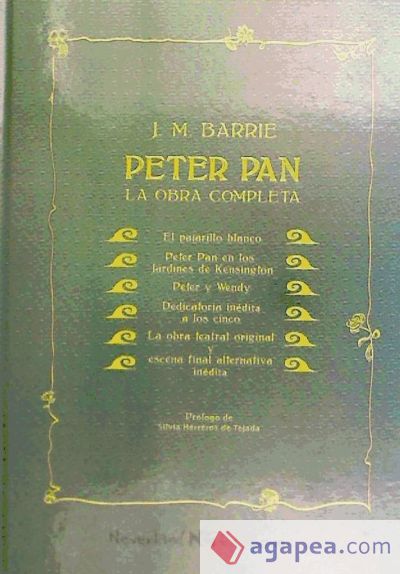 J. M. BARRIE
PETER PAN
LA OBRA COMPLETA
El pajarillo blanco
Peter Pan en los
Jardines de Kensington
Peter y Wendy
Dedicatoria inédita
a los cinco
La obra teatral original
y
escena final alternativa
inédita
Prólogo de
Silvia Herreros de Tejada
agapea.com